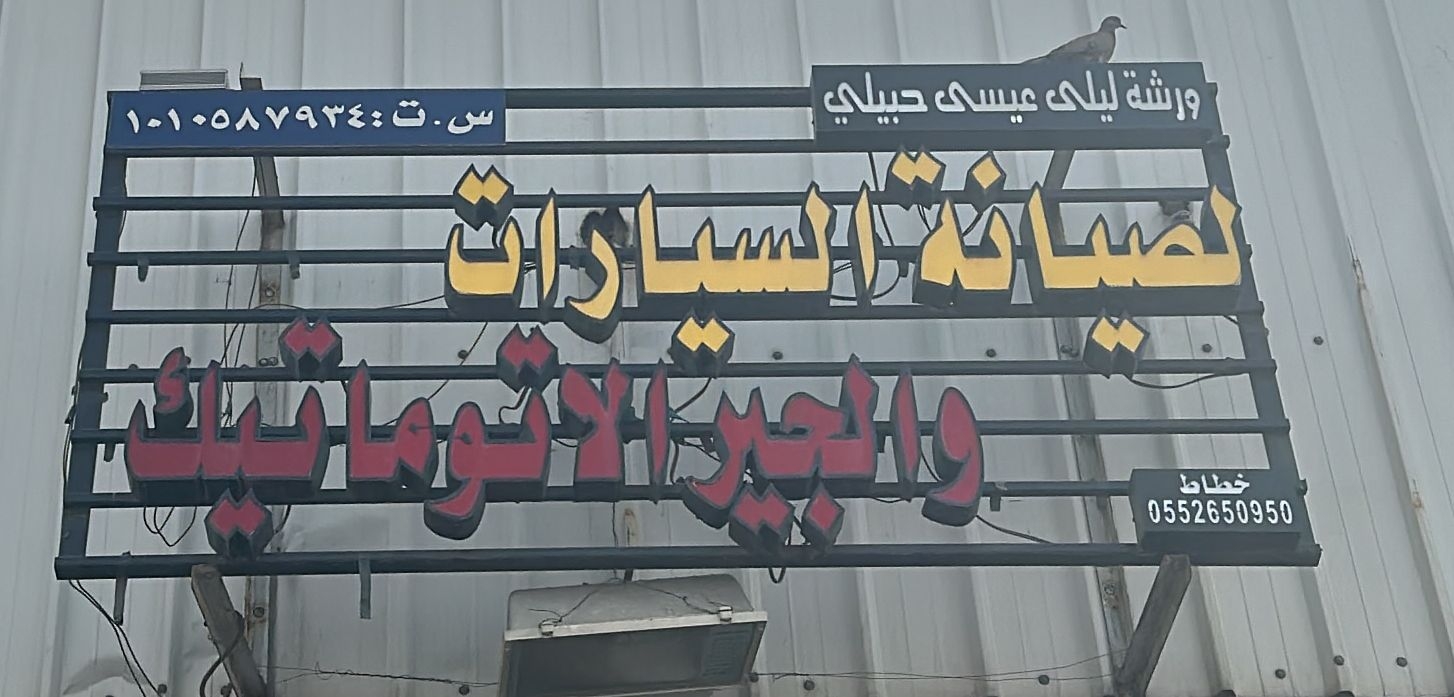 ورشة ليلى عيسى حبيلي
س.ت:١٠١٠٥٨٧٩٣٤
لصيانة السيارات
والجير الاتوماتيك
خطاط
0552650950